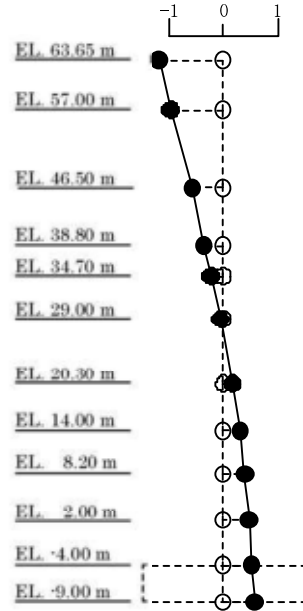 −1 0 1
EL. 63.65 m
EL. 57.00 m
EL. 46.50 m
EL. 38.80 m
EL. 34.70 m
EL. 29.00 m
EL. 20.30 m
EL. 14.00 m
EL. 8.20 m
EL. 2.00 m
EL. -4.00 m
EL. -9.00 m